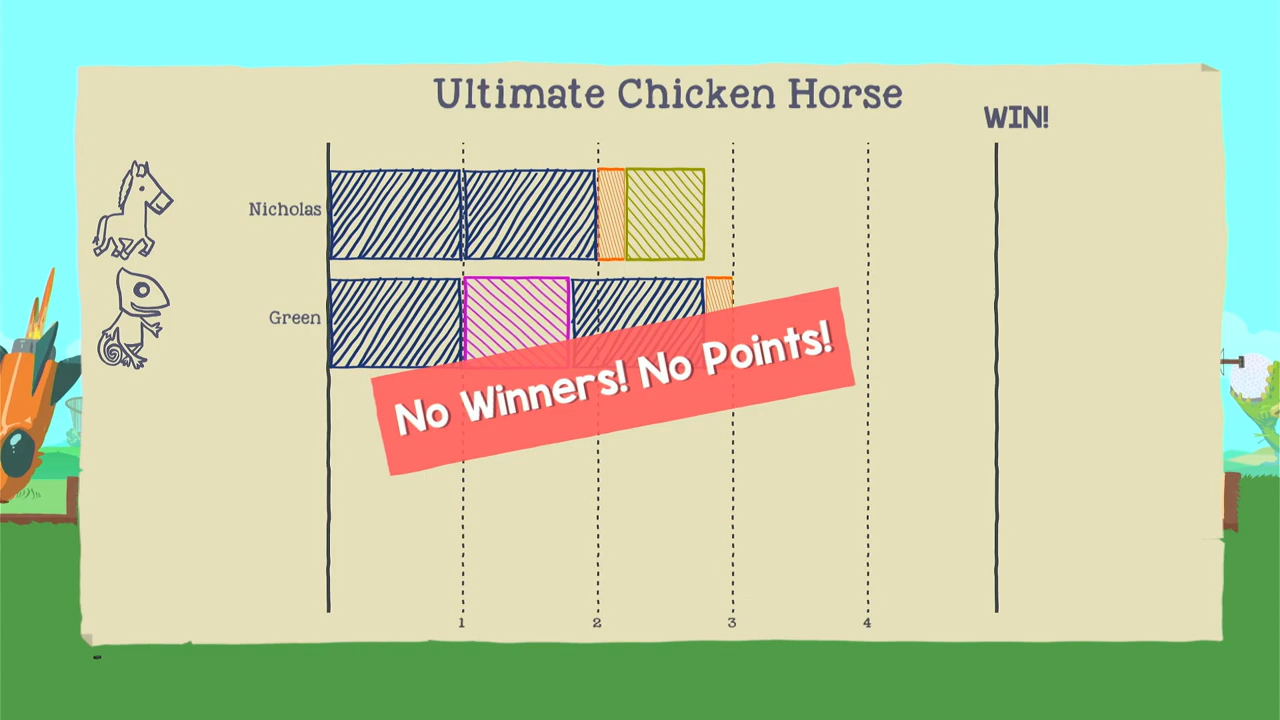 Ultimate Chicken Horse
WIN!
Nicholas
Green
No Winners! No Points!
1 2 3 4